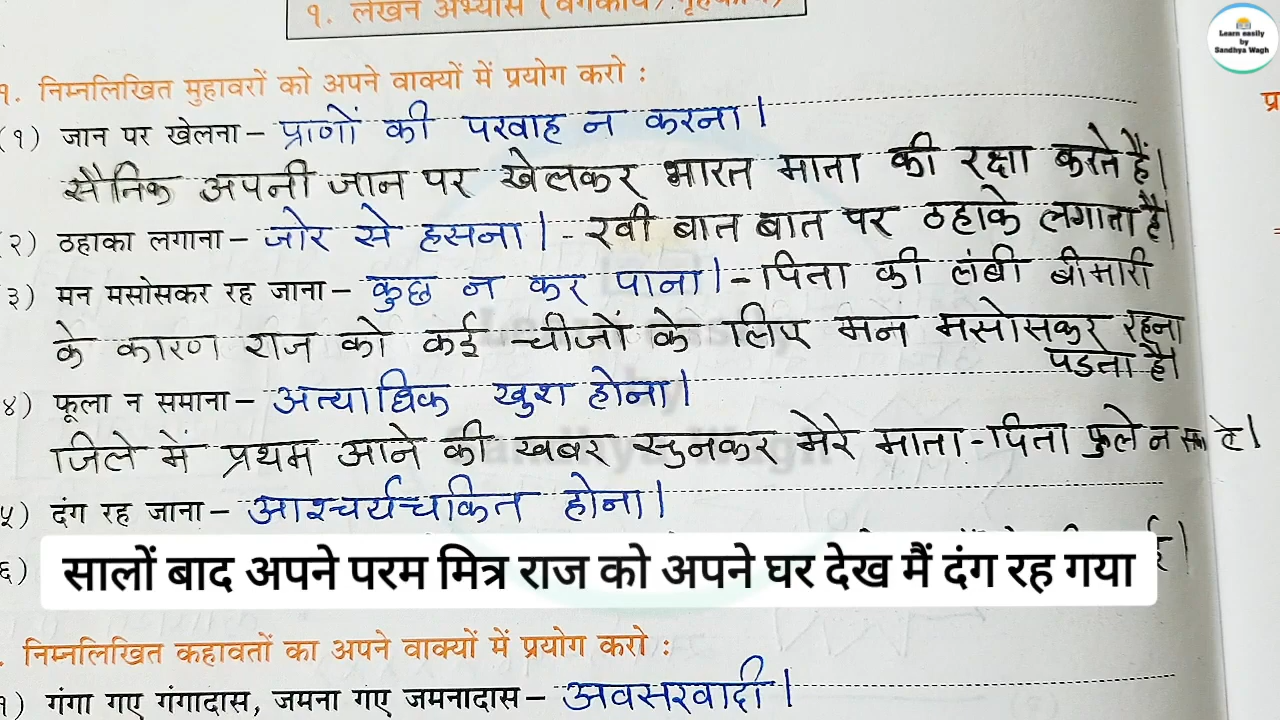 १. लेखन अभ्यास (वर्गकार्य / गृहकार्य)
Learn easily
by
Sandhya Wagh
१. निम्नलिखित मुहावरों को अपने वाक्यों में प्रयोग करो :
(१) जान पर खेलना – प्राणों की परवाह न करना।
सैनिक अपनी जान पर खेलकर भारत माता की रक्षा करते हैं।
२) ठहाका लगाना – जोर से हसना। - रवी बात बात पर ठहाके लगाता है।
३) मन मसोसकर रह जाना – कुछ न कर पाना। - पिता की लंबी बीमारी
के कारण राज को कई चीजों के लिए मन मसोसकर रहना
पडता है।
४) फूला न समाना – अत्याधिक खुश होना।
जिले में प्रथम आने की खबर सुनकर मेरे माता-पिता फुले न
५) दंग रह जाना – आश्चर्यचकित होना।
६)
सालों बाद अपने परम मित्र राज को अपने घर देख मैं दंग रह गया
. निम्नलिखित कहावतों का अपने वाक्यों में प्रयोग करो :
१) गंगा गए गंगादास, जमना गए जमनादास – अवसरवादी।
प्र